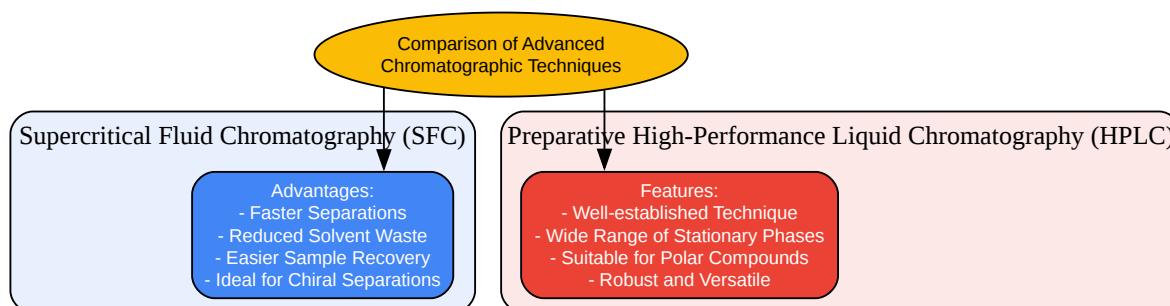 Comparison of Advanced
Chromatographic Techniques
Supercritical Fluid Chromatography (SFC)
Advantages:
- Faster Separations
- Reduced Solvent Waste
- Easier Sample Recovery
- Ideal for Chiral Separations
Preparative High-Performance Liquid Chromatography (HPLC)
Features:
- Well-established Technique
- Wide Range of Stationary Phases
- Suitable for Polar Compounds
- Robust and Versatile